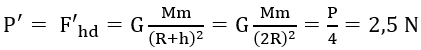 P′ = F′hd = G Mm/(R+h)² = G Mm/(2R)² = P/4 = 2,5 N